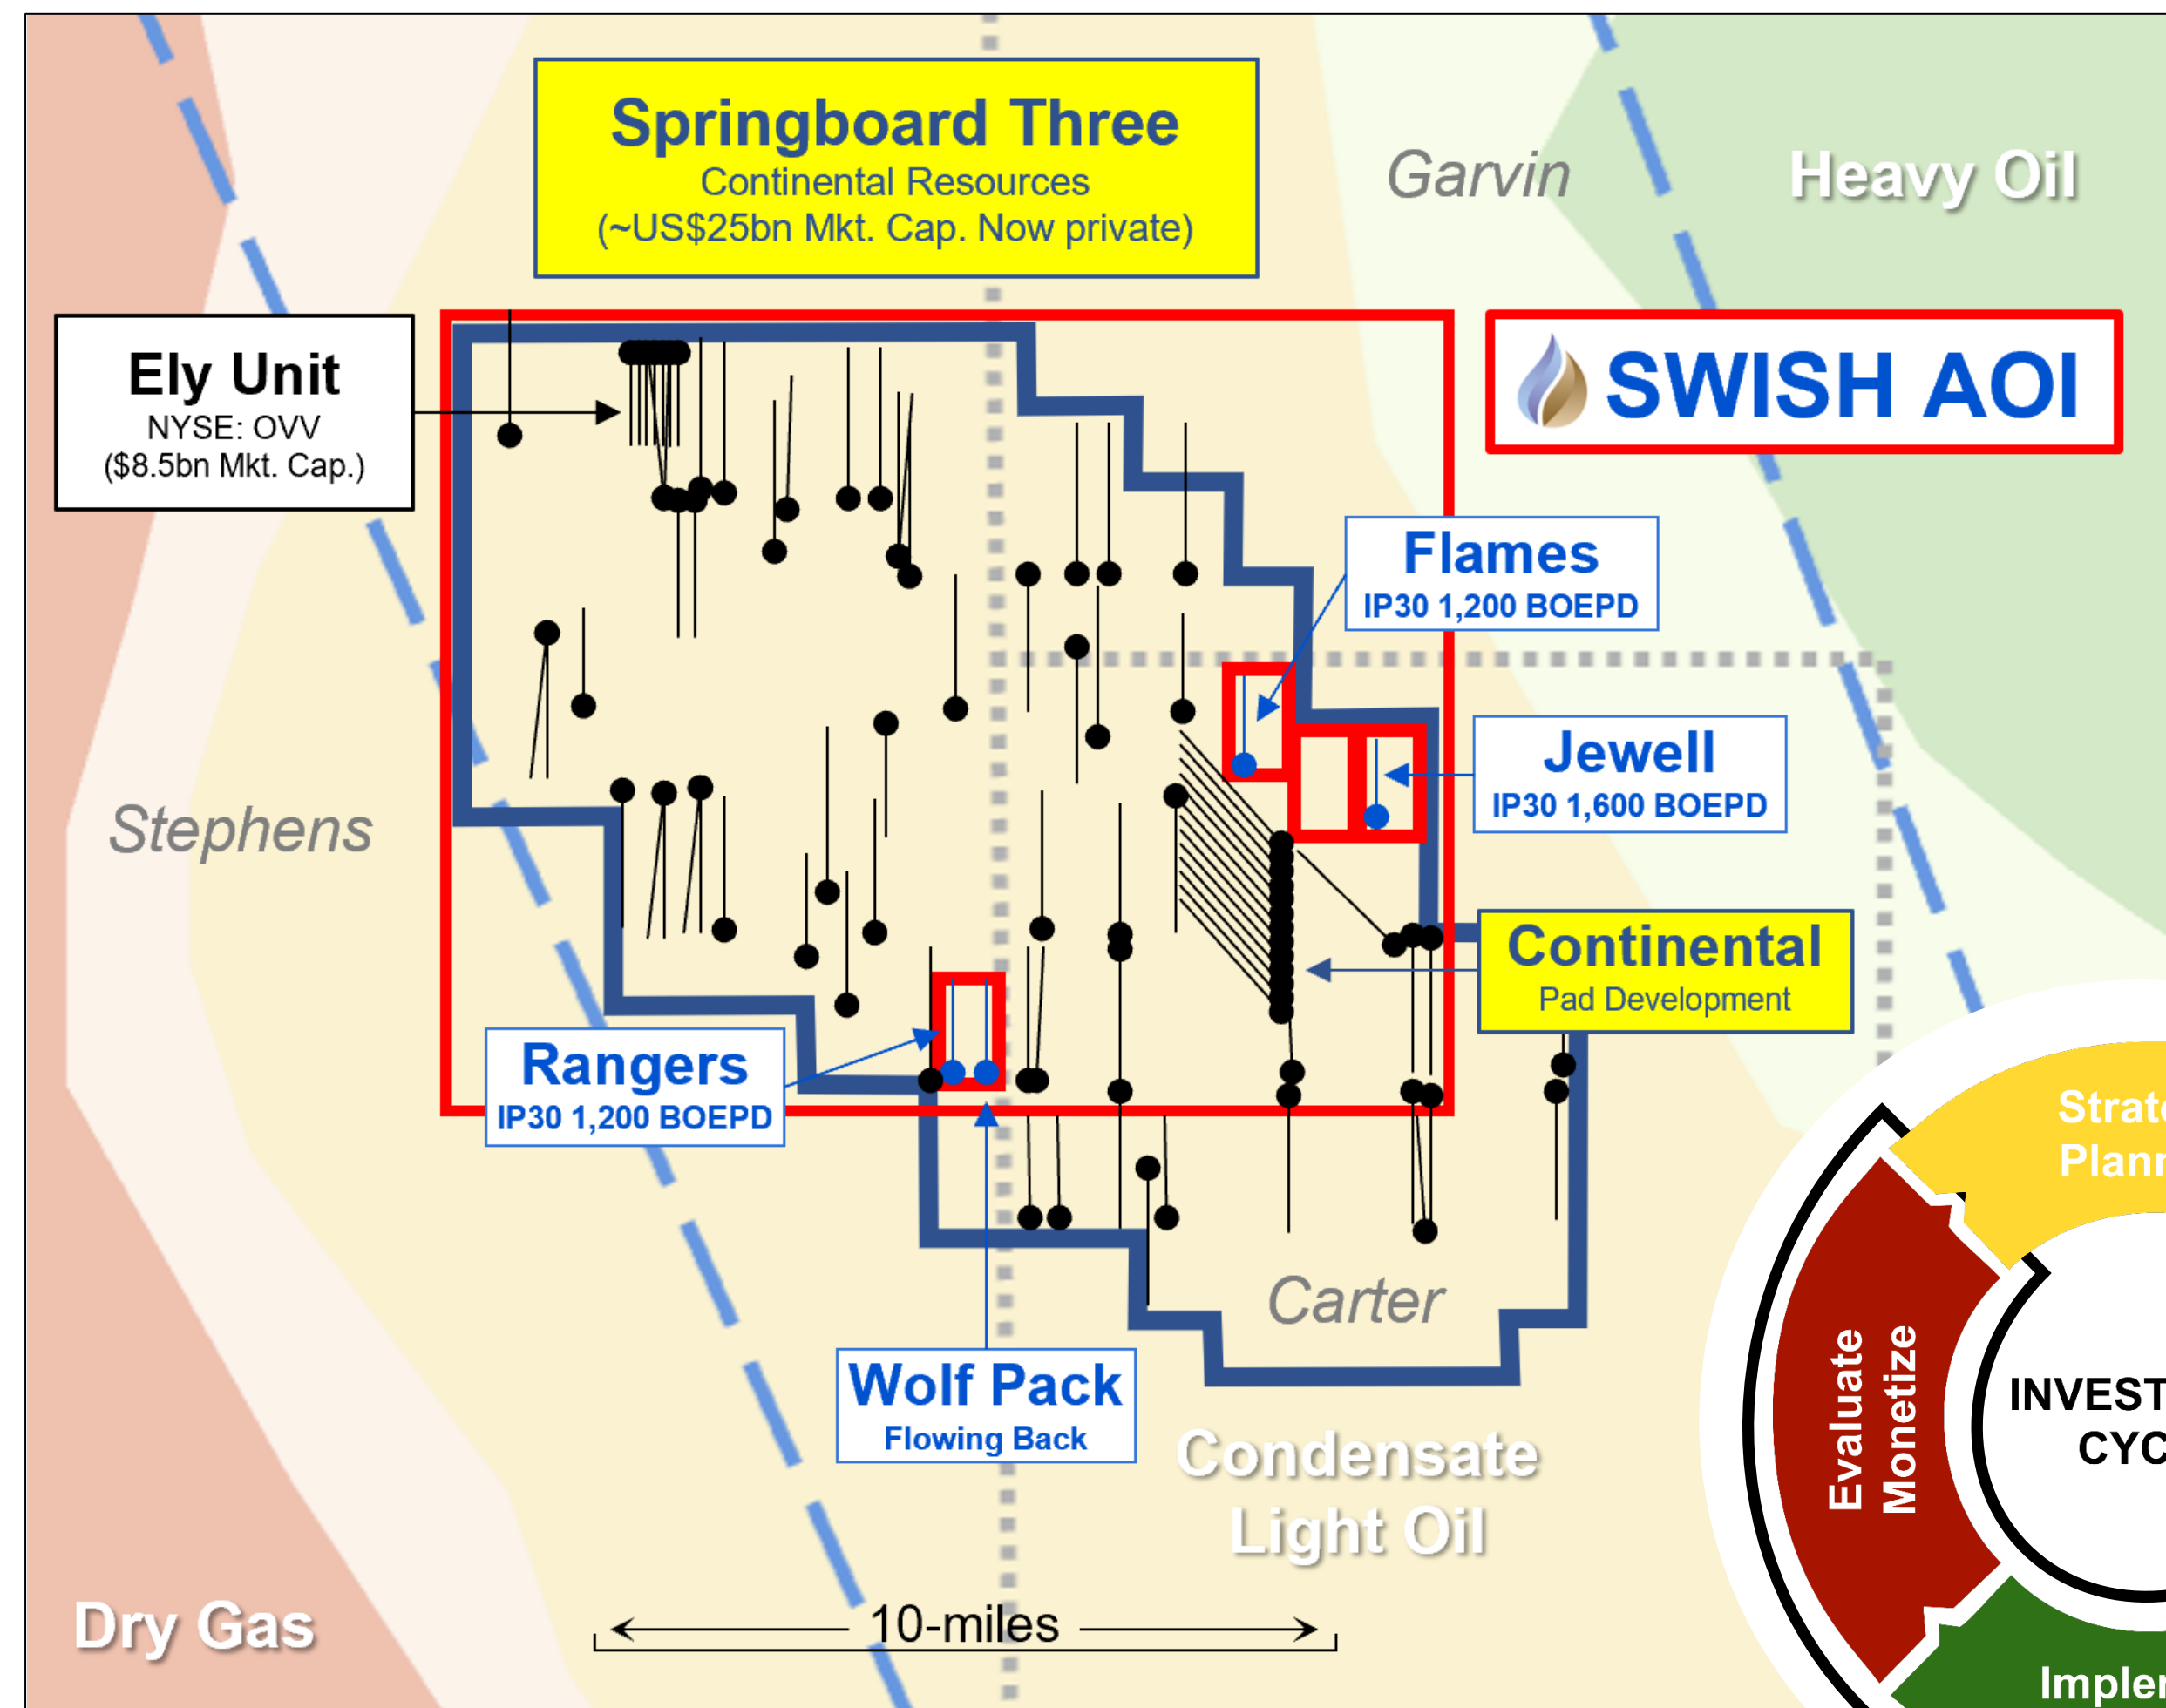 Springboard Three
Continental Resources
(~US$25bn Mkt. Cap. Now private)
Garvin
Heavy Oil
Ely Unit
NYSE: OVV
($8.5bn Mkt. Cap.)
SWISH AOI
Flames
IP30 1,200 BOEPD
Jewell
IP30 1,600 BOEPD
Stephens
Continental
Pad Development
Rangers
IP30 1,200 BOEPD
Carter
Wolf Pack
Flowing Back
Condensate
Light Oil
Dry Gas
10-miles
Evaluate
Monetize